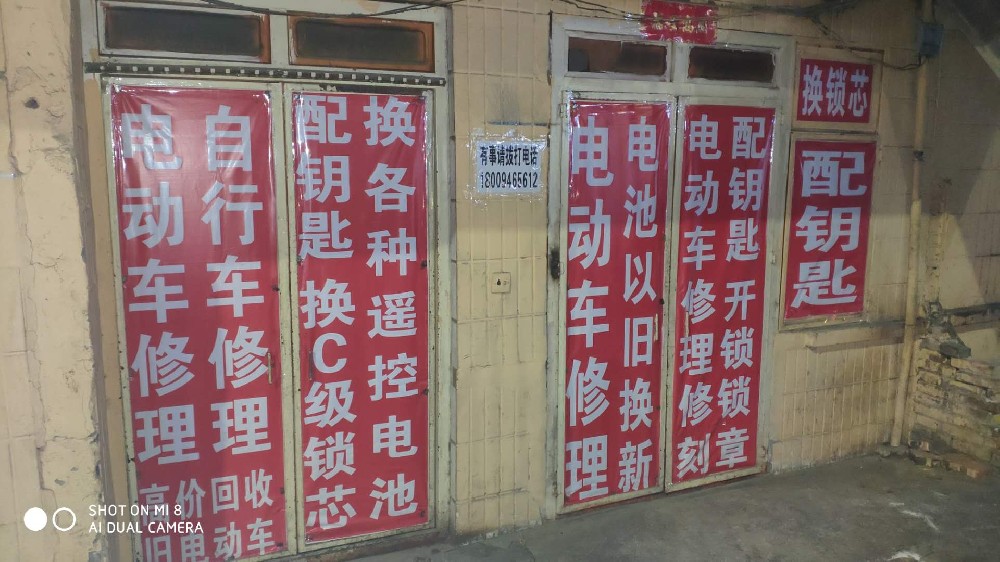 自行车修理
电动车修理
高价回收
旧电动车
换各种遥控电池
配钥匙 换C级锁芯
有事请拨打电话
18009465612
电池以旧换新
电动车修理
配钥匙 开锁
电动车修理
修锁
刻章
换锁芯
配钥匙
SHOT ON MI 8
AI DUAL CAMERA